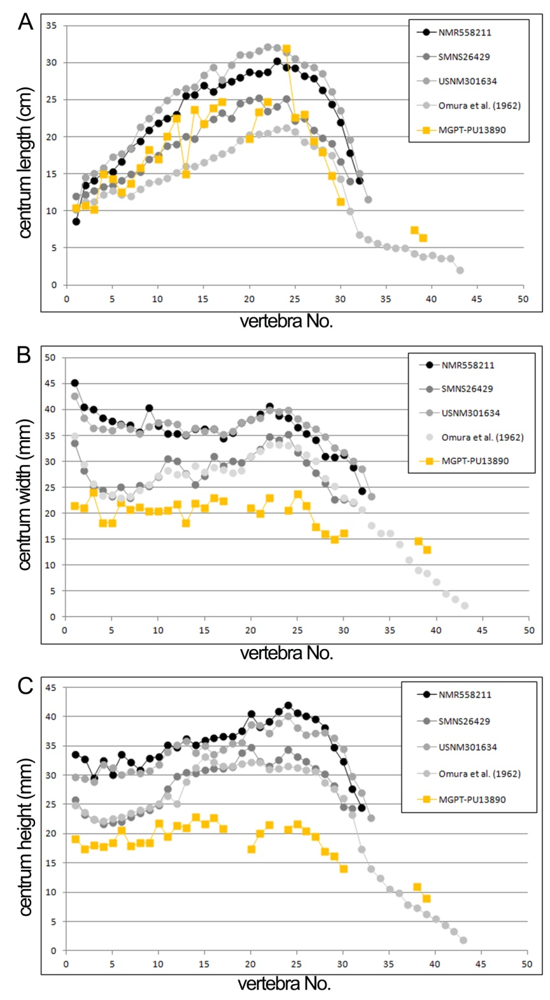 A
35
30
25
20
15
10
5
0
centrum length (cm)
NMR558211
SMNS26429
USNM301634
Omura et al. (1962)
MGPT-PU13890
0 5 10 15 20 25 30 35 40 45 50
vertebra No.
B
50
45
40
35
30
25
20
15
10
5
0
centrum width (mm)
NMR558211
SMNS26429
USNM301634
Omura et al. (1962)
MGPT-PU13890
0 5 10 15 20 25 30 35 40 45 50
vertebra No.
C
45
40
35
30
25
20
15
10
5
0
centrum height (mm)
NMR558211
SMNS26429
USNM301634
Omura et al. (1962)
MGPT-PU13890
0 5 10 15 20 25 30 35 40 45 50
vertebra No.